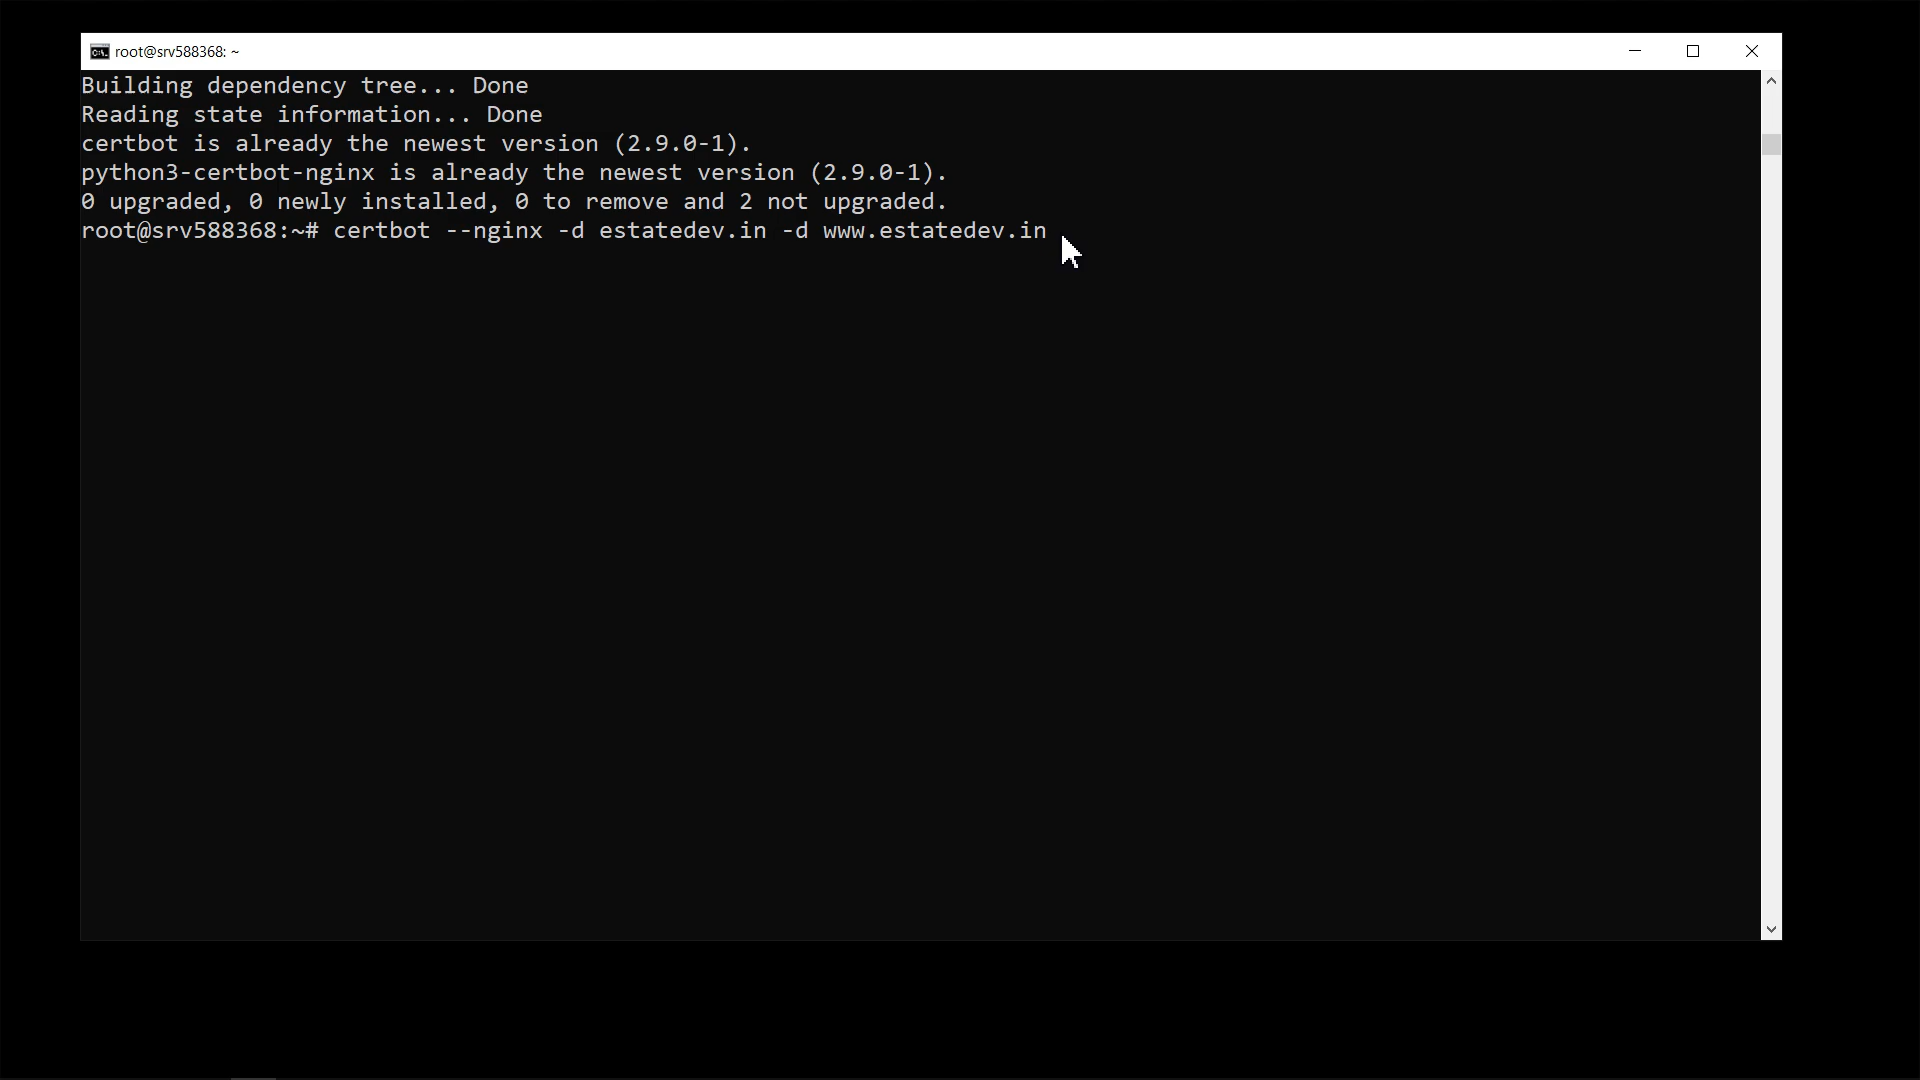 root@srv588368: ~
Building dependency tree... Done
Reading state information... Done
certbot is already the newest version (2.9.0-1).
python3-certbot-nginx is already the newest version (2.9.0-1).
0 upgraded, 0 newly installed, 0 to remove and 2 not upgraded.
root@srv588368:~# certbot --nginx -d estatedev.in -d www.estatedev.in